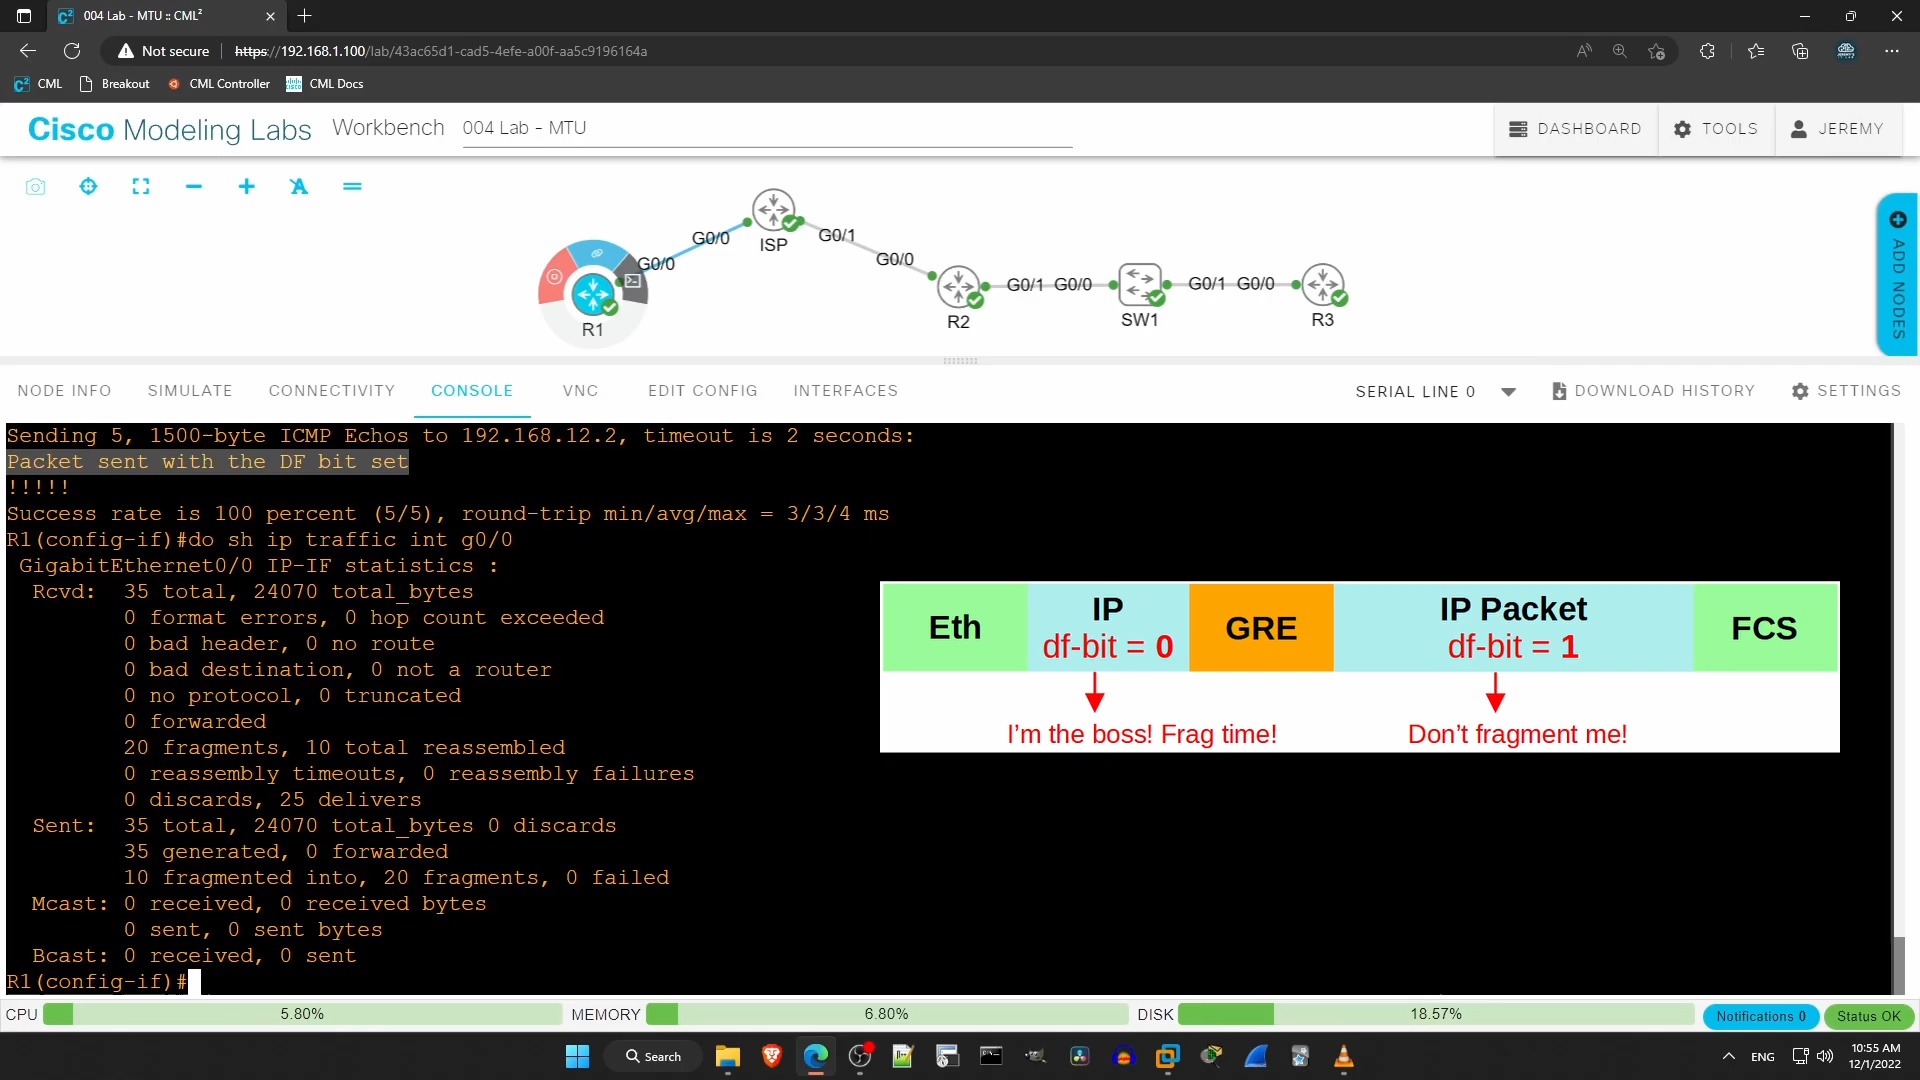 004 Lab - MTU :: CML²
Not secure
https://192.168.1.100/lab/43ac65d1-cad5-4efe-a00f-aa5c9196164a
CML
Breakout
CML Controller
CML Docs
Cisco Modeling Labs
Workbench
004 Lab - MTU
DASHBOARD
TOOLS
JEREMY
ADD NODES
G0/0
ISP
G0/1
G0/0
G0/0
R1
R2
G0/1
G0/0
SW1
G0/1
G0/0
R3
NODE INFO
SIMULATE
CONNECTIVITY
CONSOLE
VNC
EDIT CONFIG
INTERFACES
SERIAL LINE 0
DOWNLOAD HISTORY
SETTINGS
Sending 5, 1500-byte ICMP Echos to 192.168.12.2, timeout is 2 seconds:
Packet sent with the DF bit set
!!!!!
Success rate is 100 percent (5/5), round-trip min/avg/max = 3/3/4 ms
R1(config-if)#do sh ip traffic int g0/0
GigabitEthernet0/0 IP-IF statistics :
Rcvd: 35 total, 24070 total_bytes
0 format errors, 0 hop count exceeded
0 bad header, 0 no route
0 bad destination, 0 not a router
0 no protocol, 0 truncated
0 forwarded
20 fragments, 10 total reassembled
0 reassembly timeouts, 0 reassembly failures
0 discards, 25 delivers
Sent: 35 total, 24070 total_bytes 0 discards
35 generated, 0 forwarded
10 fragmented into, 20 fragments, 0 failed
Mcast: 0 received, 0 received bytes
0 sent, 0 sent bytes
Bcast: 0 received, 0 sent
R1(config-if)#
Eth
IP
df-bit = 0
GRE
IP Packet
df-bit = 1
FCS
I'm the boss! Frag time!
Don't fragment me!
CPU
5.80%
MEMORY
6.80%
DISK
18.57%
Notifications 0
Status OK
Search
ENG
10:55 AM
12/1/2022